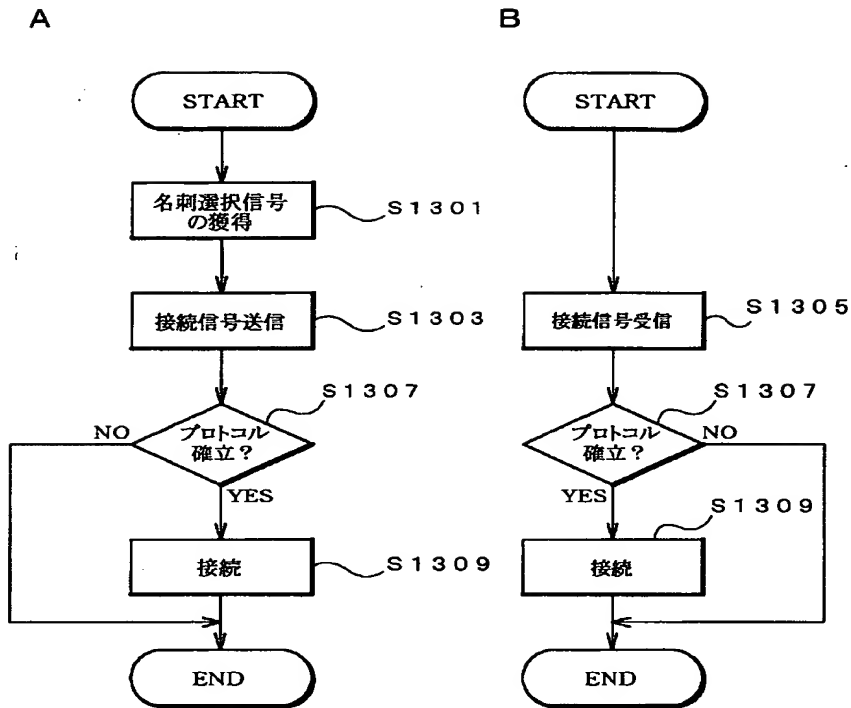 A
START
名刺選択信号
の獲得
S1301
接続信号送信
S1303
S1307
NO
プロトコル
確立?
YES
接続
S1309
END
B
START
接続信号受信
S1305
S1307
プロトコル
確立?
NO
YES
S1309
接続
END